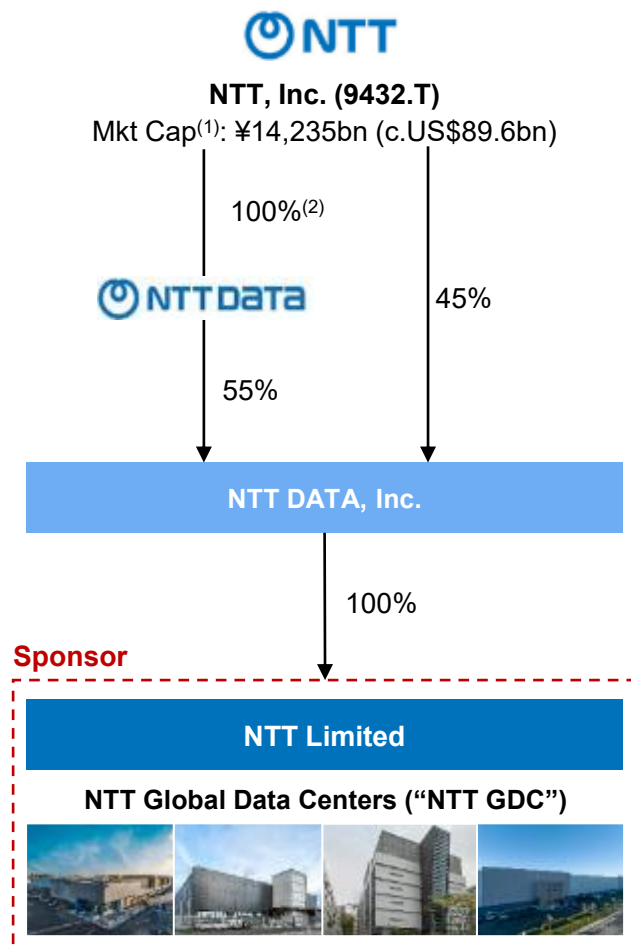 NTT
NTT, Inc. (9432.T)
Mkt Cap(1): ¥14,235bn (c.US$89.6bn)
100%(2)
NTT DATA
45%
55%
NTT DATA, Inc.
100%
Sponsor
NTT Limited
NTT Global Data Centers (“NTT GDC”)